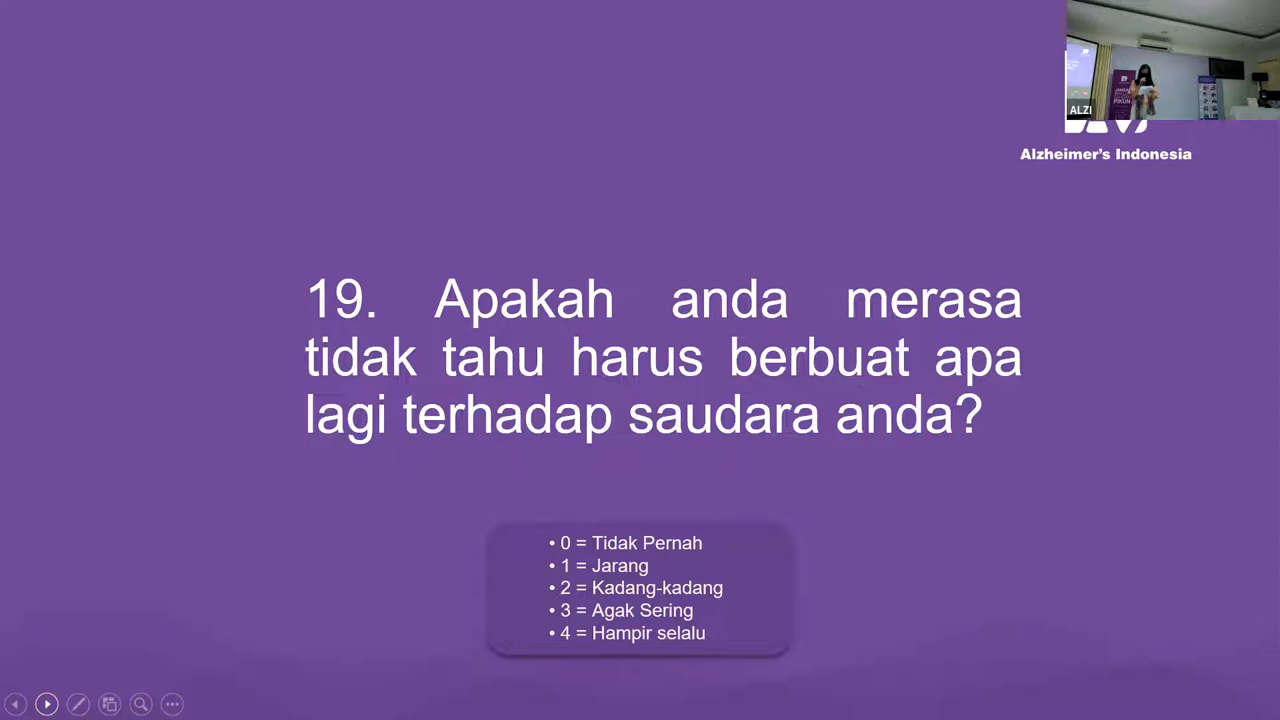 ALZI
Alzheimer's Indonesia
19. Apakah anda merasa
tidak tahu harus berbuat apa
lagi terhadap saudara anda?
• 0 = Tidak Pernah
• 1 = Jarang
• 2 = Kadang-kadang
• 3 = Agak Sering
• 4 = Hampir selalu